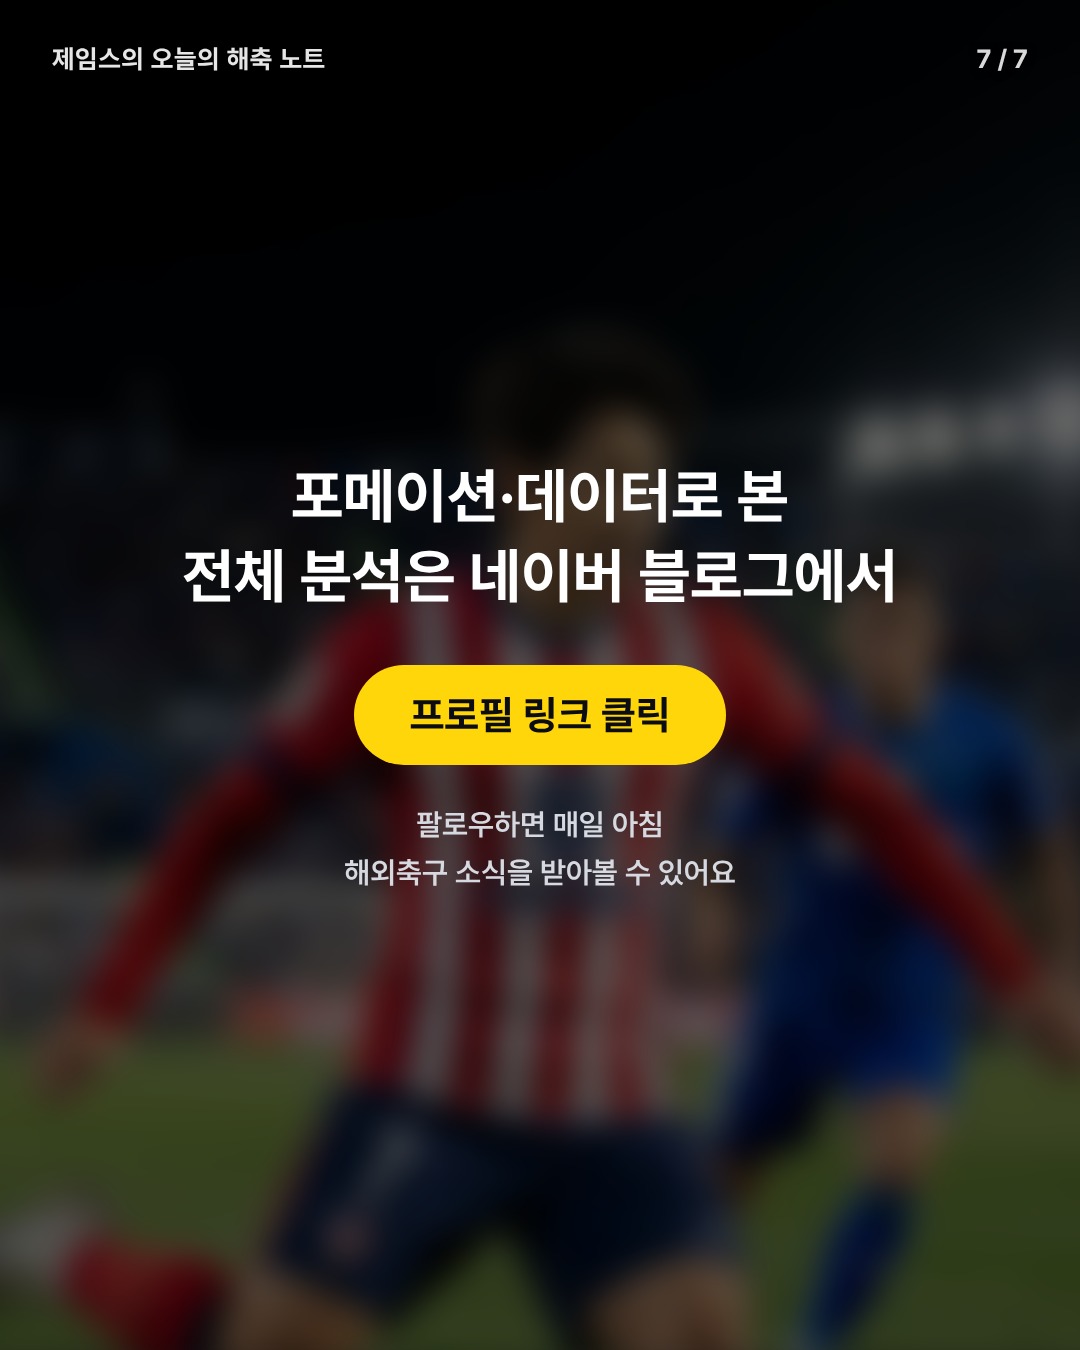 제임스의 오늘의 해축 노트
7 / 7
포메이션·데이터로 본
전체 분석은 네이버 블로그에서
프로필 링크 클릭
팔로우하면 매일 아침
해외축구 소식을 받아볼 수 있어요